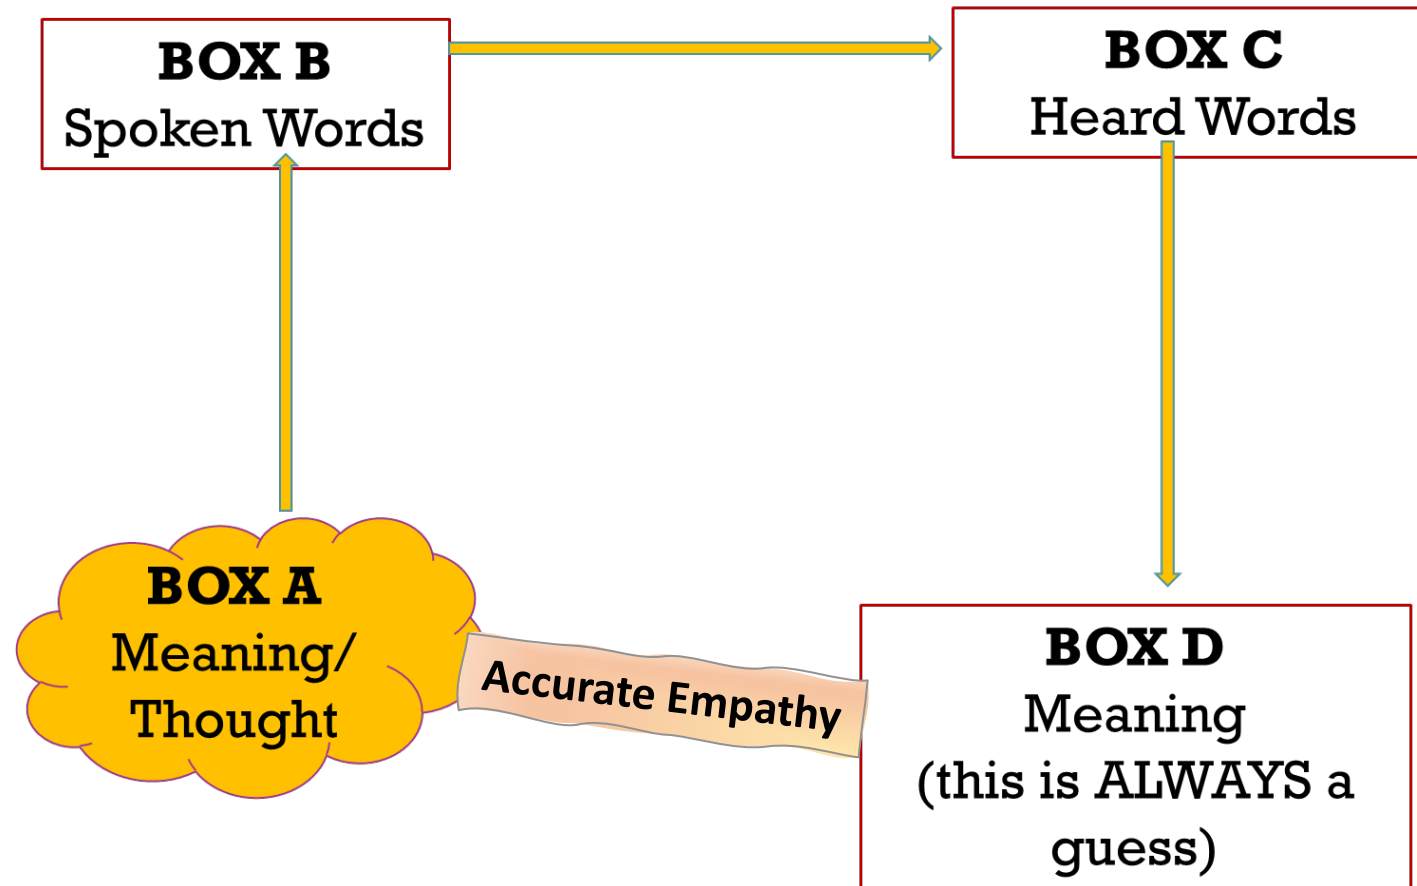 BOX B
Spoken Words
BOX C
Heard Words
BOX A
Meaning/
Thought
Accurate Empathy
BOX D
Meaning
(this is ALWAYS a
guess)